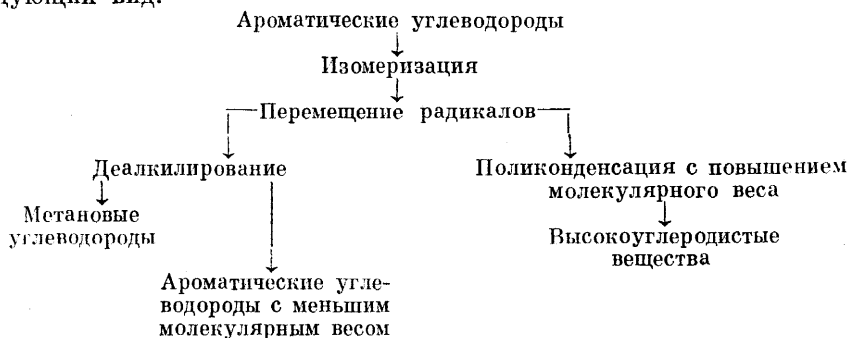 дующий вид:
Ароматические углеводороды
Изомеризация
Перемещение радикалов
Деалкилирование
Поликонденсация с повышением
молекулярного веса
Метановые
углеводороды
Высокоуглеродистые
вещества
Ароматические угле-
водороды с меньшим
молекулярным весом